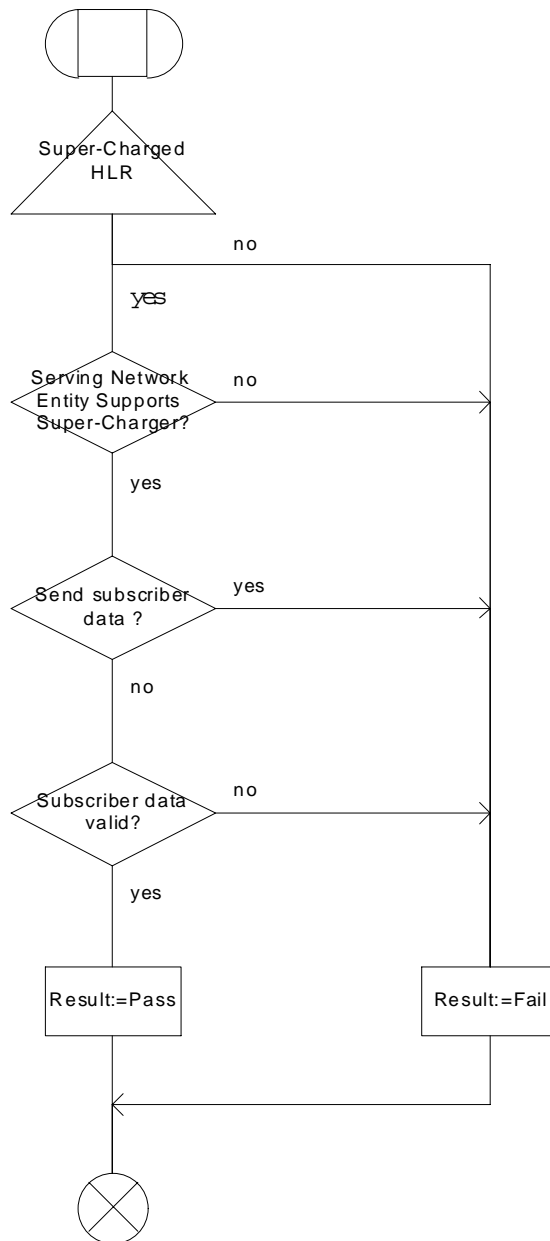 Super-Charged
HLR
no
yes
Serving Network
Entity Supports
Super-Charger?
no
yes
Send subscriber
data ?
yes
no
Subscriber data
valid?
no
yes
Result:=Pass
Result:=Fail